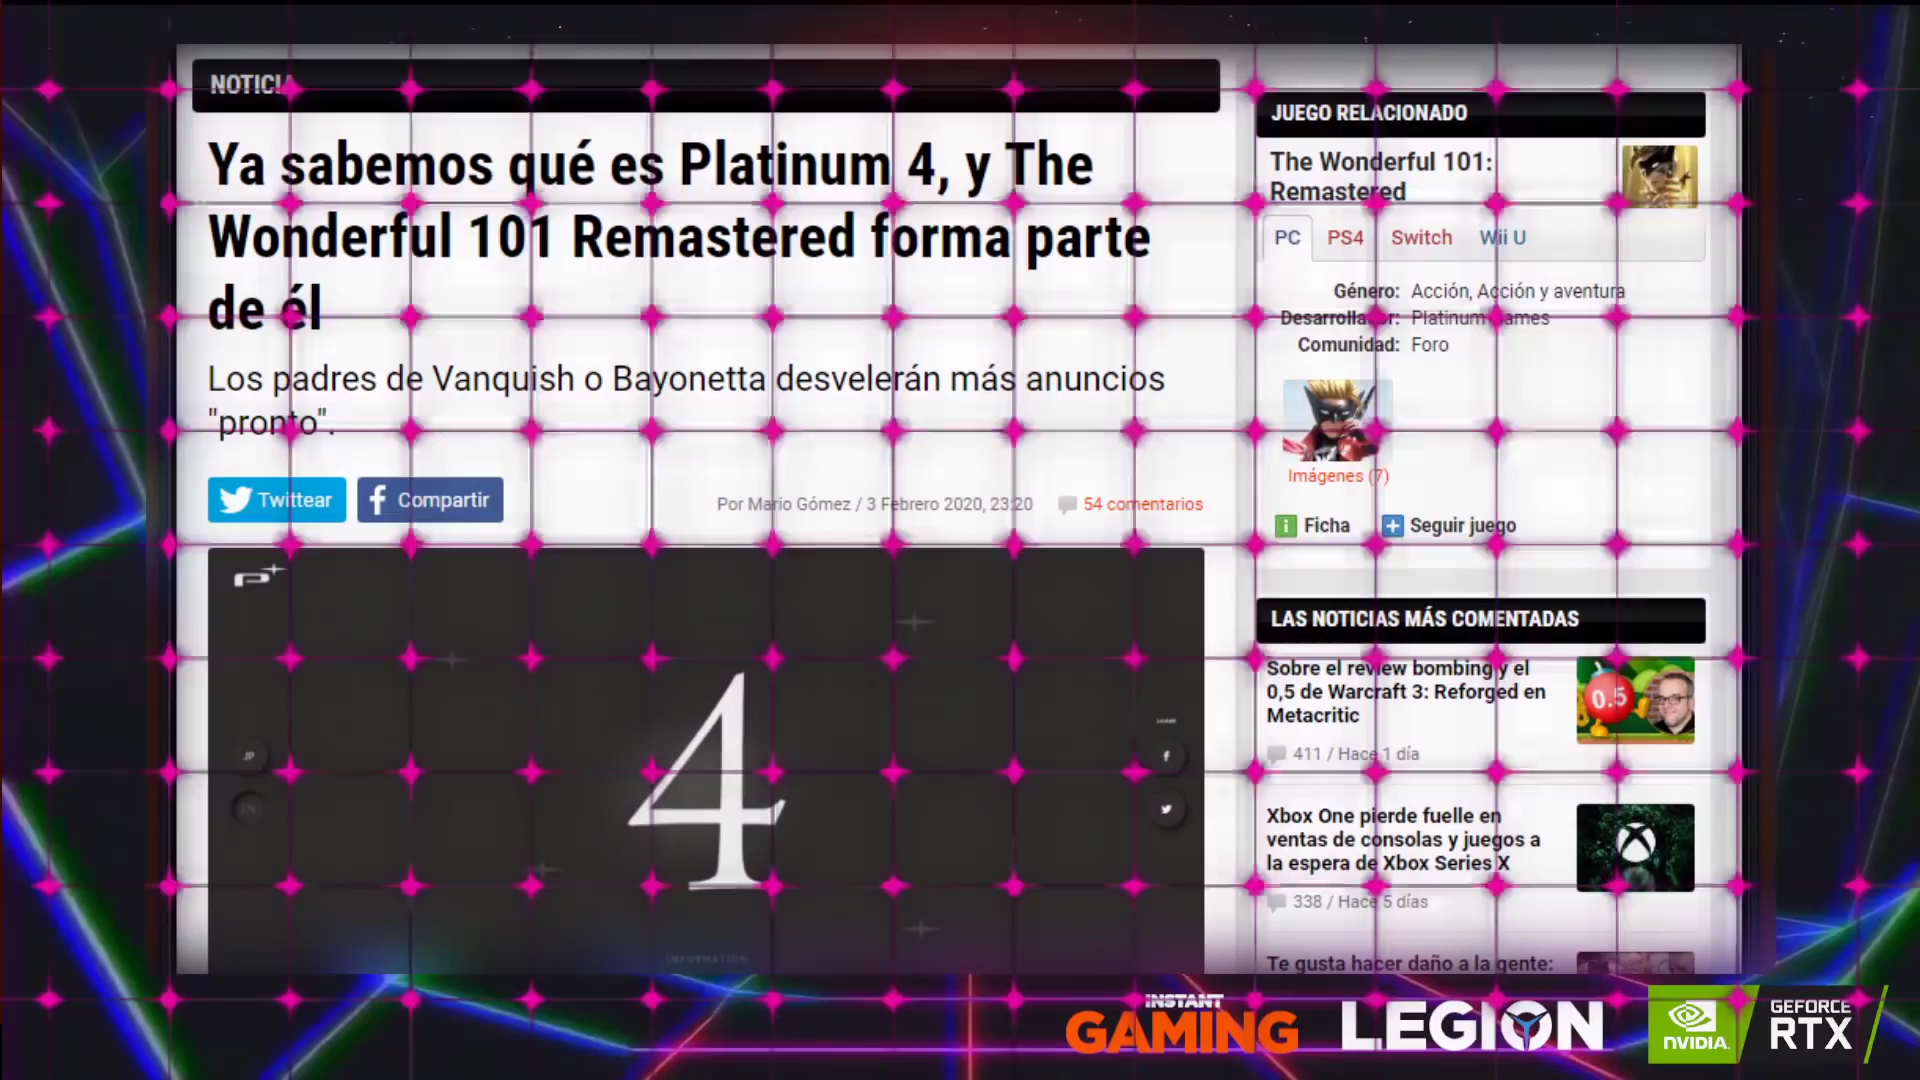 NOTICIA
Ya sabemos qué es Platinum 4, y The
Wonderful 101 Remastered forma parte
de él
Los padres de Vanquish o Bayonetta desvelerán más anuncios
"pronto".
Twittear
Compartir
Por Mario Gómez / 3 Febrero 2020, 23:20
54 comentarios
JP
EN
4
SHARE
INFORMATION
JUEGO RELACIONADO
The Wonderful 101:
Remastered
PC PS4 Switch Wii U
Género: Acción, Acción y aventura
Desarrollador: Platinum Games
Comunidad: Foro
Imágenes (7)
Ficha
Seguir juego
LAS NOTICIAS MÁS COMENTADAS
Sobre el review bombing y el
0,5 de Warcraft 3: Reforged en
Metacritic
0.5
411 / Hace 1 día
Xbox One pierde fuelle en
ventas de consolas y juegos a
la espera de Xbox Series X
338 / Hace 5 días
Te gusta hacer daño a la gente:
INSTANT
GAMING
LEGION
NVIDIA.
GEFORCE
RTX